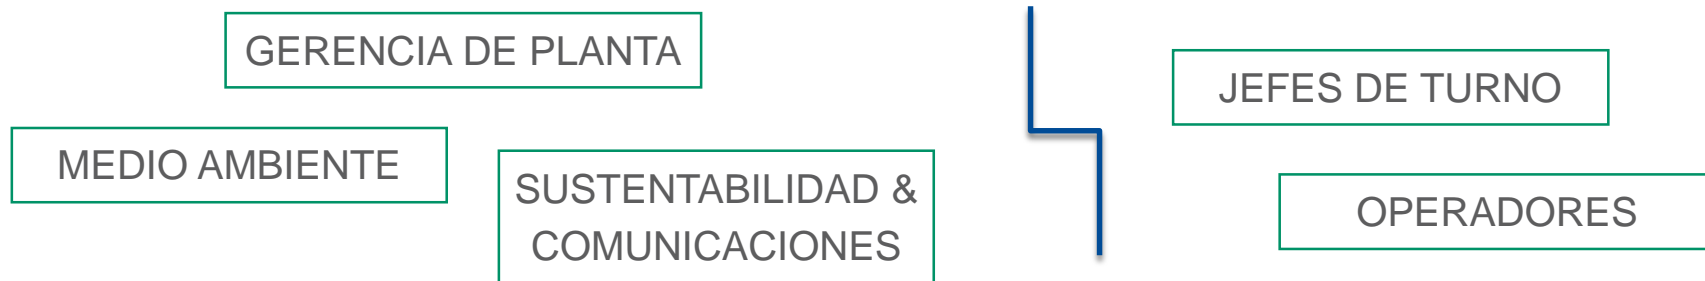 GERENCIA DE PLANTA
MEDIO AMBIENTE
SUSTENTABILIDAD &
COMUNICACIONES
JEFES DE TURNO
OPERADORES